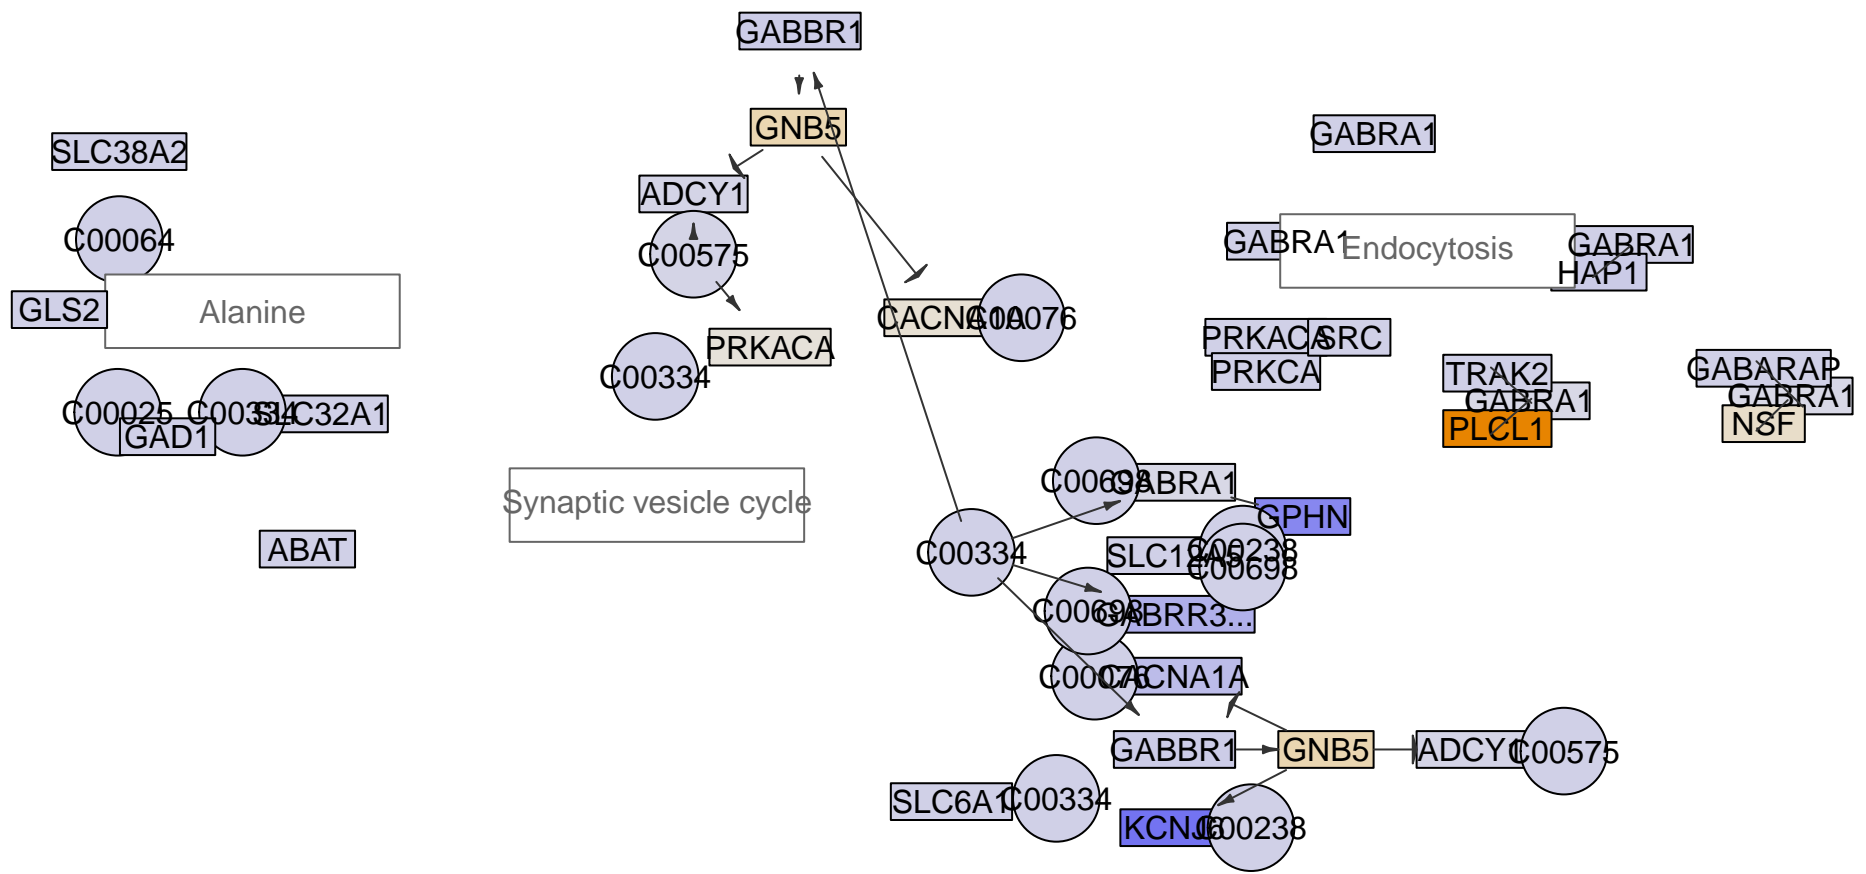 GABBR1
GNB5
GABRA1
SLC38A2
ADCY1
C00064
C00575
GABRA1
Endocytosis
GABRA1
HAP1
GLS2
Alanine
CACNA1A
C00076
PRKACA
PRKACA
SRC
C00334
PRKCA
TRAK2
GABARAP
GABRA1
GABRA1
C00025
C00334
SLC32A1
GAD1
PLCL1
NSF
C00698
GABRA1
Synaptic vesicle cycle
GPHN
ABAT
C00334
SLC12A5
C00238
C00698
C00698
GABRR3...
C00076
CACNA1A
GABBR1
GNB5
ADCY1
C00575
SLC6A1
C00334
KCNJ6
C00238